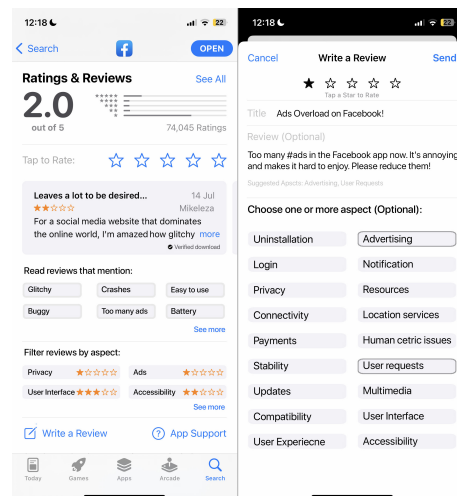 12:18
22
Search
OPEN
Ratings & Reviews
See All
2.0
out of 5
74,045 Ratings
Tap to Rate:
Leaves a lot to be desired...
14 Jul
Mikeleza
For a social media website that dominates
the online world, I'm amazed how glitchy more
Verified download
Read reviews that mention:
Glitchy
Crashes
Easy to use
Buggy
Too many ads
Battery
See more
Filter reviews by aspect:
Privacy
Ads
User Interface
Accessibility
See more
Write a Review
App Support
Today
Games
Apps
Arcade
Search
12:18
22
Cancel
Write a Review
Send
Tap a Star to Rate
Title Ads Overload on Facebook!
Review (Optional)
Too many #ads in the Facebook app now. It's annoying
and makes it hard to enjoy. Please reduce them!
Suggested Apscts: Advertising, User Requests
Choose one or more aspect (Optional):
Uninstallation
Advertising
Login
Notification
Privacy
Resources
Connectivity
Location services
Payments
Human cetric issues
Stability
User requests
Updates
Multimedia
Compatibility
User Interface
User Experiecne
Accessibility